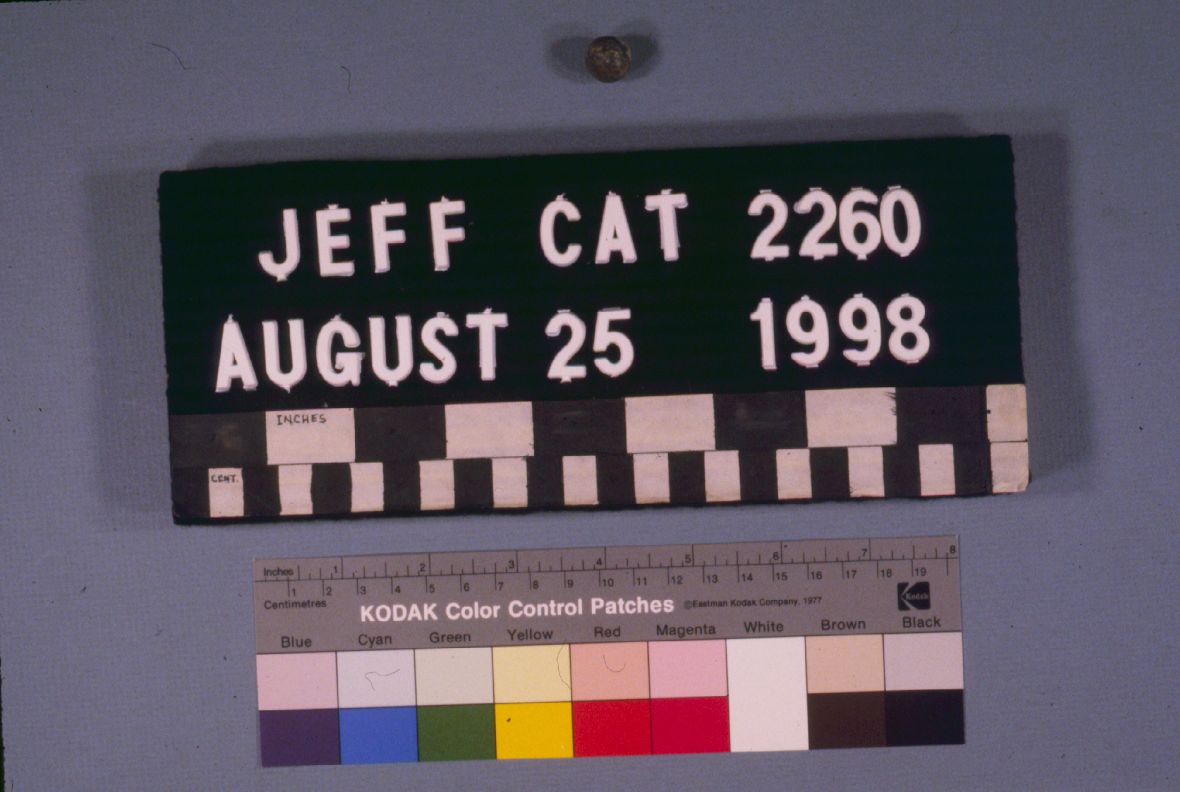 JEFF CAT 2260
AUGUST 25 1998
INCHES
CENT.
Inches 1 2 3 4 5 6 7 8
1 2 3 4 5 6 7 8 9 10 11 12 13 14 15 16 17 18 19
Centimetres
KODAK Color Control Patches ©Eastman Kodak Company, 1977 Kodak
Blue Cyan Green Yellow Red Magenta White Brown Black